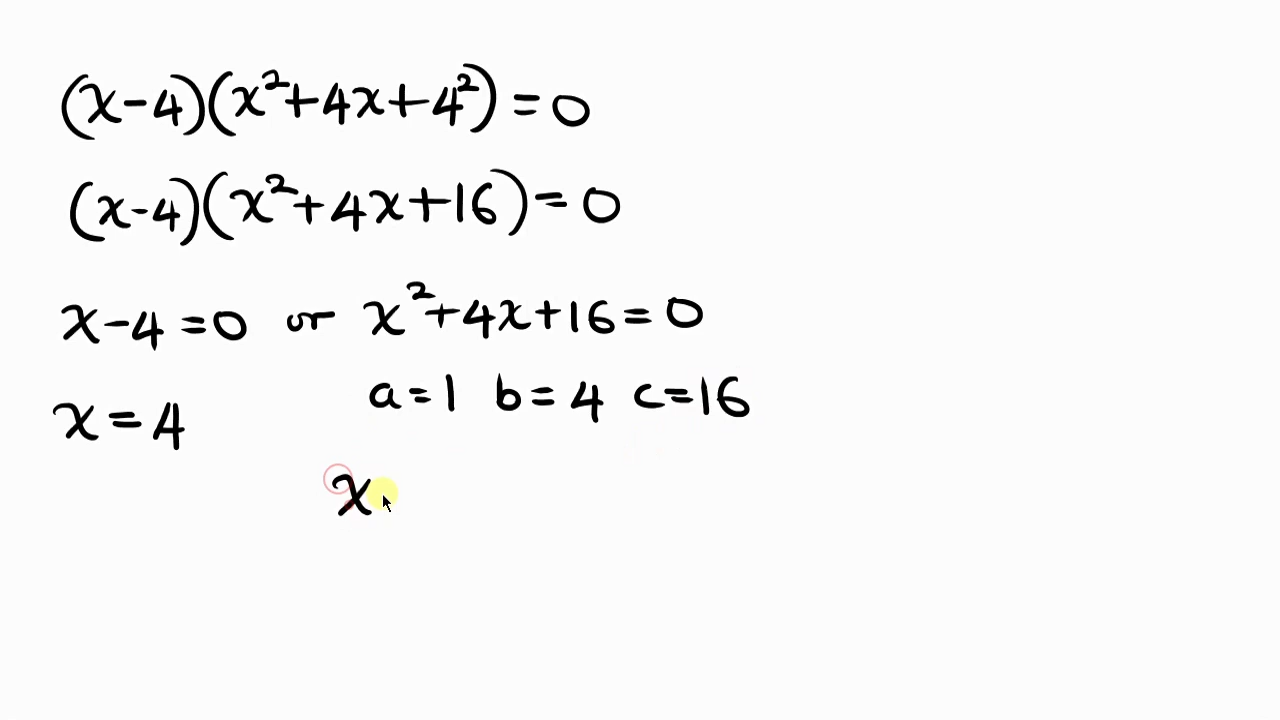 (x-4)(x²+4x+4²)=0
(x-4)(x²+4x+16)=0
x-4=0 or x²+4x+16=0
x=4 a=1 b=4 c=16
x